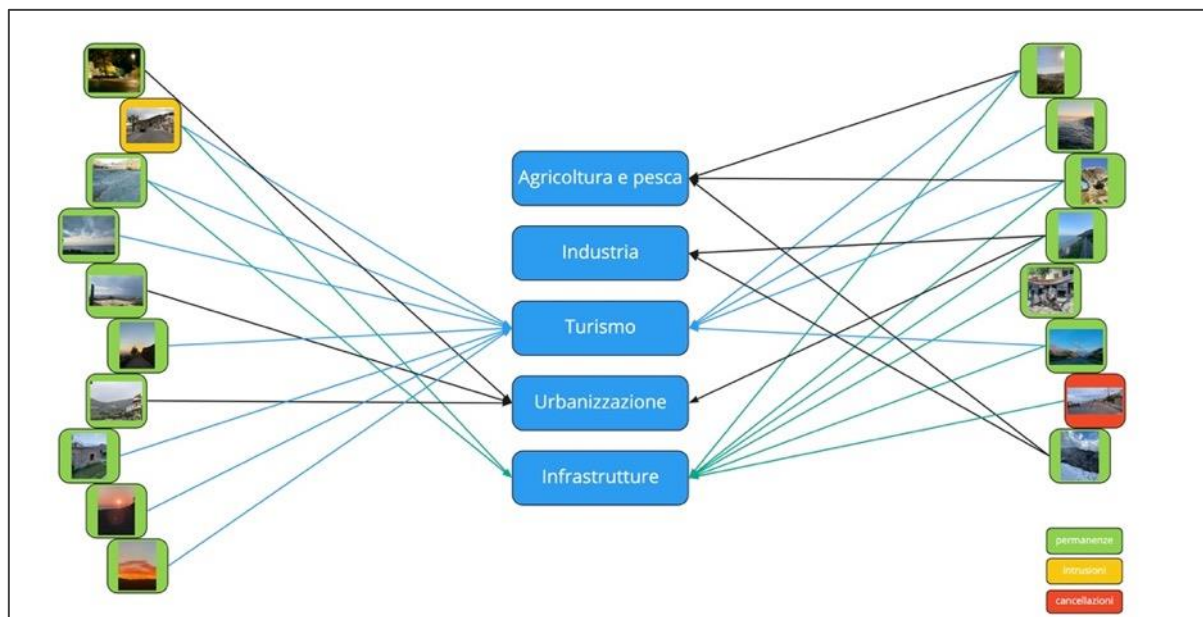 Agricoltura e pesca
Industria
Turismo
Urbanizzazione
Infrastrutture
permanenze
intrusioni
cancellazioni